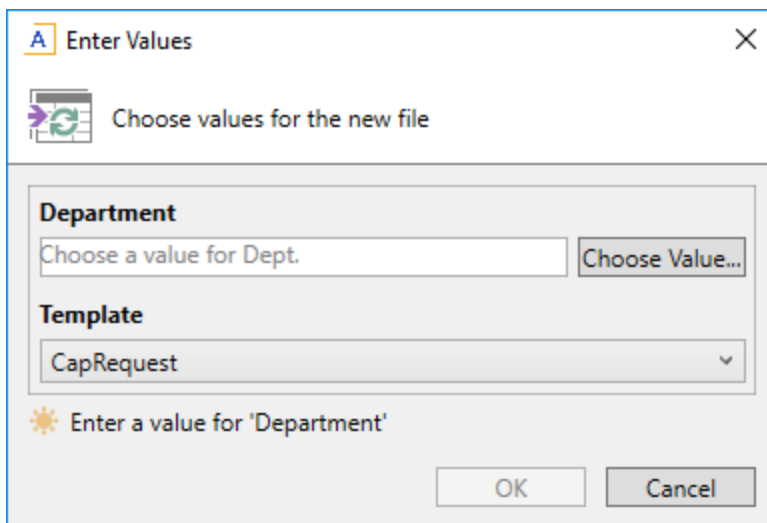 A Enter Values
Choose values for the new file
Department
Choose a value for Dept. Choose Value...
Template
CapRequest
Enter a value for 'Department'
OK Cancel